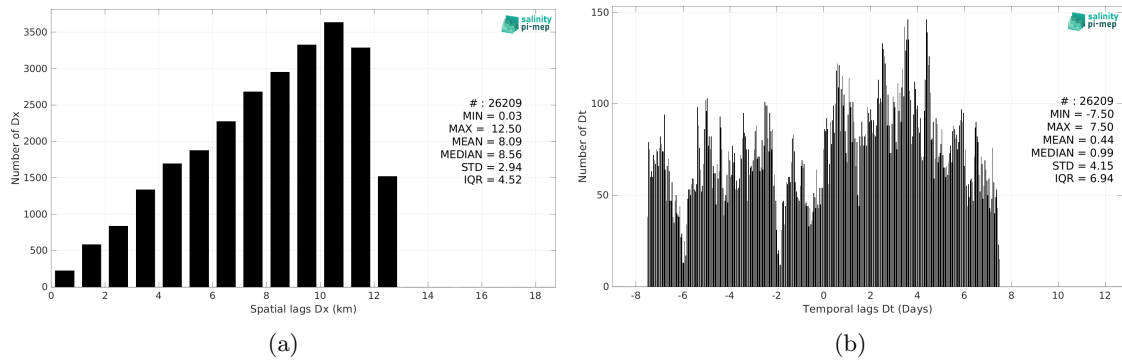 salinity
pi-mep
3500
3000
2500
2000
1500
1000
500
0
Number of Dx
# : 26209
MIN = 0.03
MAX = 12.50
MEAN = 8.09
MEDIAN = 8.56
STD = 2.94
IQR = 4.52
0 2 4 6 8 10 12 14 16 18
Spatial lags Dx (km)
(a)
salinity
pi-mep
150
100
50
0
Number of Dt
# : 26209
MIN = -7.50
MAX = 7.50
MEAN = 0.44
MEDIAN = 0.99
STD = 4.15
IQR = 6.94
-8 -6 -4 -2 0 2 4 6 8 10 12
Temporal lags Dt (Days)
(b)